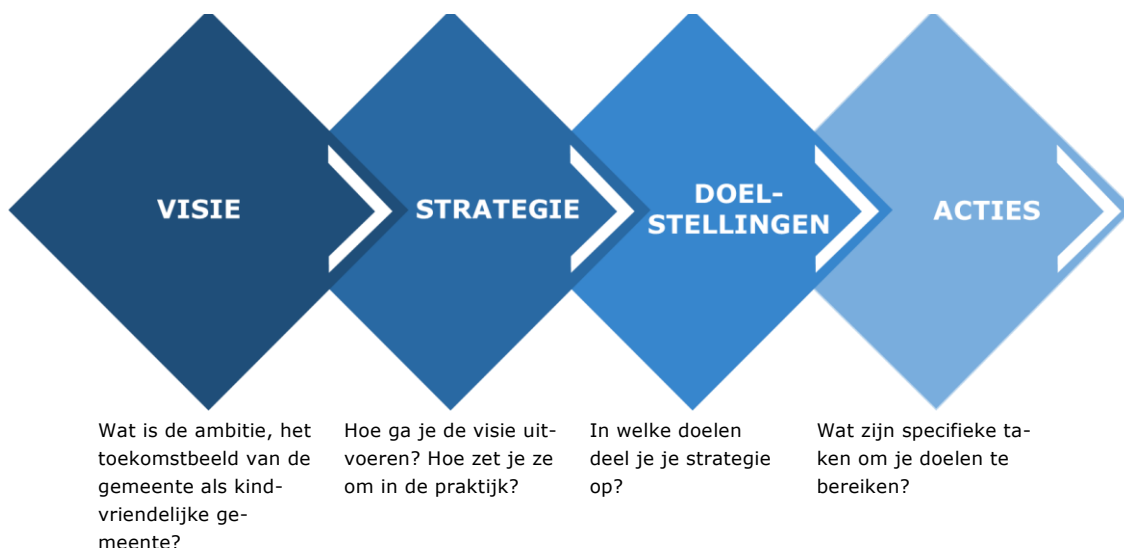 VISIE
STRATEGIE
DOEL-
STELLINGEN
ACTIES
Wat is de ambitie, het
toekomstbeeld van de
gemeente als kind-
vriendelijke ge-
meente?
Hoe ga je de visie uit-
voeren? Hoe zet je ze
om in de praktijk?
In welke doelen
deel je je strategie
op?
Wat zijn specifieke ta-
ken om je doelen te
bereiken?